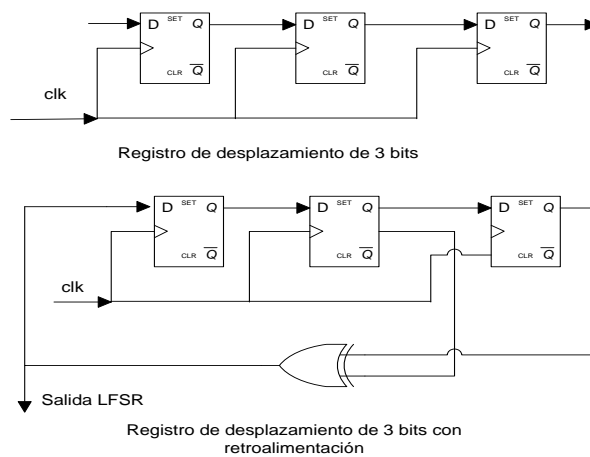 D SET Q
CLR Q
D SET Q
CLR Q
D SET Q
CLR Q
clk
Registro de desplazamiento de 3 bits
D SET Q
CLR Q
D SET Q
CLR Q
D SET Q
CLR Q
clk
Salida LFSR
Registro de desplazamiento de 3 bits con
retroalimentación